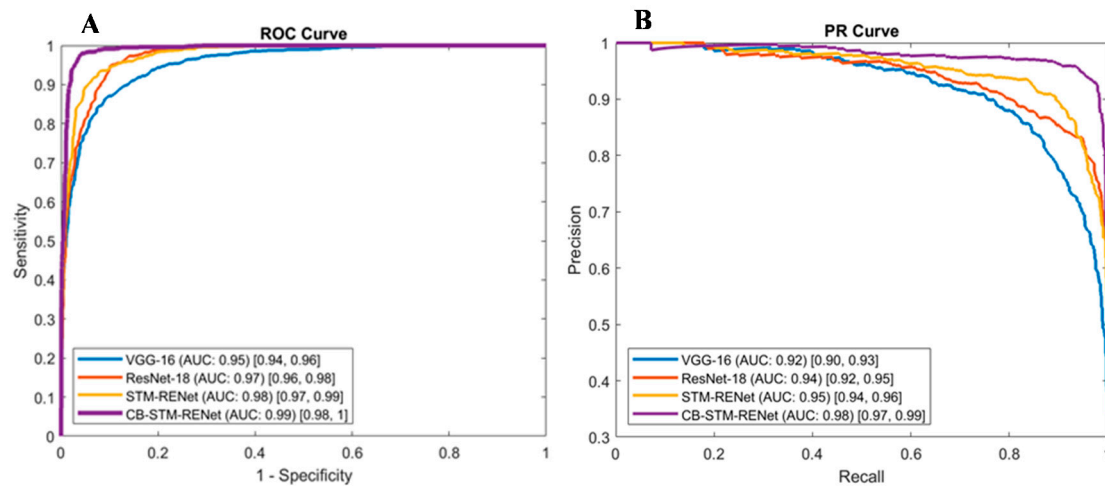 A
ROC Curve
1
0.9
0.8
0.7
0.6
0.5
0.4
0.3
0.2
0.1
0
Sensitivity
VGG-16 (AUC: 0.95) [0.94, 0.96]
ResNet-18 (AUC: 0.97) [0.96, 0.98]
STM-RENet (AUC: 0.98) [0.97, 0.99]
CB-STM-RENet (AUC: 0.99) [0.98, 1]
0 0.2 0.4 0.6 0.8 1
1 - Specificity
B
PR Curve
1
0.9
0.8
0.7
0.6
0.5
0.4
0.3
Precision
VGG-16 (AUC: 0.92) [0.90, 0.93]
ResNet-18 (AUC: 0.94) [0.92, 0.95]
STM-RENet (AUC: 0.95) [0.94, 0.96]
CB-STM-RENet (AUC: 0.98) [0.97, 0.99]
0 0.2 0.4 0.6 0.8
Recall